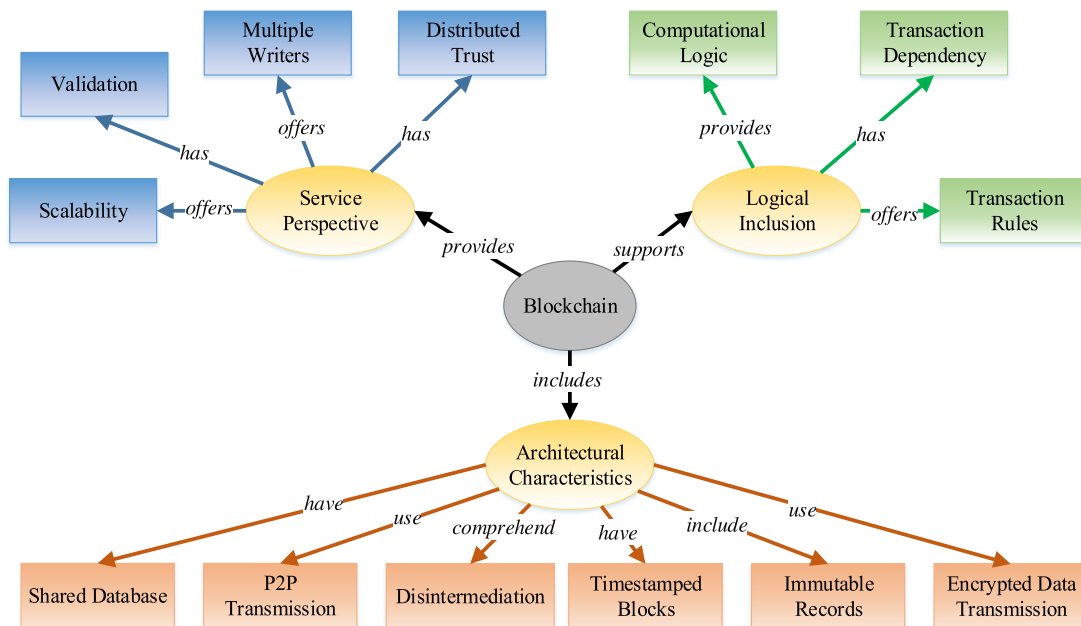 Multiple
Writers
Distributed
Trust
Computational
Logic
Transaction
Dependency
Validation
offers
has
provides
has
has
Scalability
offers
Service
Perspective
Logical
Inclusion
offers
Transaction
Rules
provides
supports
Blockchain
includes
Architectural
Characteristics
have
use
comprehend
have
include
use
Shared Database
P2P
Transmission
Disintermediation
Timestamped
Blocks
Immutable
Records
Encrypted Data
Transmission